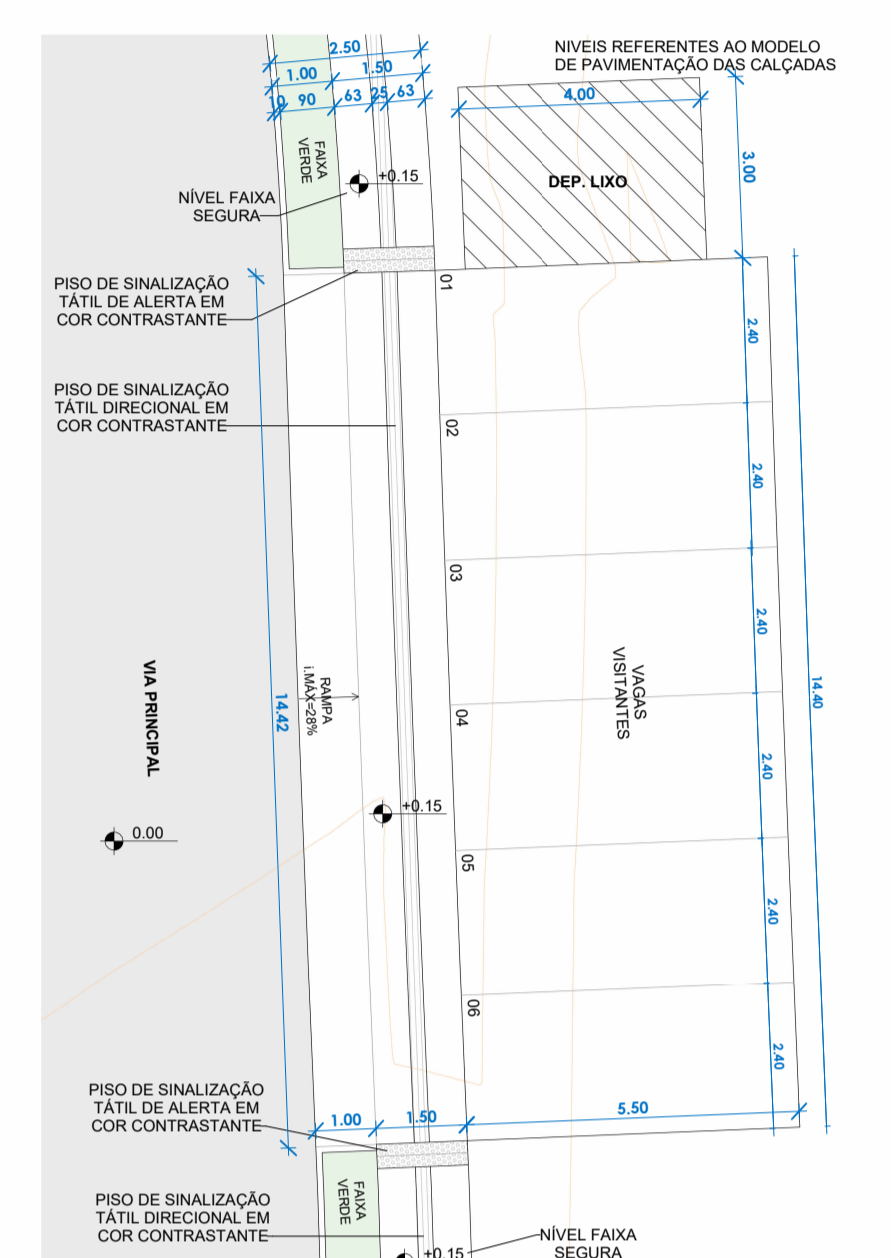 NIVEIS REFERENTES AO MODELO
DE PAVIMENTAÇÃO DAS CALÇADAS
2.50
1.00
1.50
10
90
63
25
63
4.00
3.00
DEP. LIXO
FAIXA
VERDE
+0.15
NÍVEL FAIXA
SEGURA
PISO DE SINALIZAÇÃO
TÁTIL DE ALERTA EM
COR CONTRASTANTE
01
2.40
PISO DE SINALIZAÇÃO
TÁTIL DIRECIONAL EM
COR CONTRASTANTE
02
2.40
03
2.40
VIA PRINCIPAL
14.42
RAMPA
i.MÁX=28%
04
VAGAS
VISITANTES
14.40
2.40
+0.15
0.00
05
2.40
06
2.40
PISO DE SINALIZAÇÃO
TÁTIL DE ALERTA EM
COR CONTRASTANTE
1.00
1.50
5.50
FAIXA
VERDE
PISO DE SINALIZAÇÃO
TÁTIL DIRECIONAL EM
COR CONTRASTANTE
+0.15
NÍVEL FAIXA
SEGURA